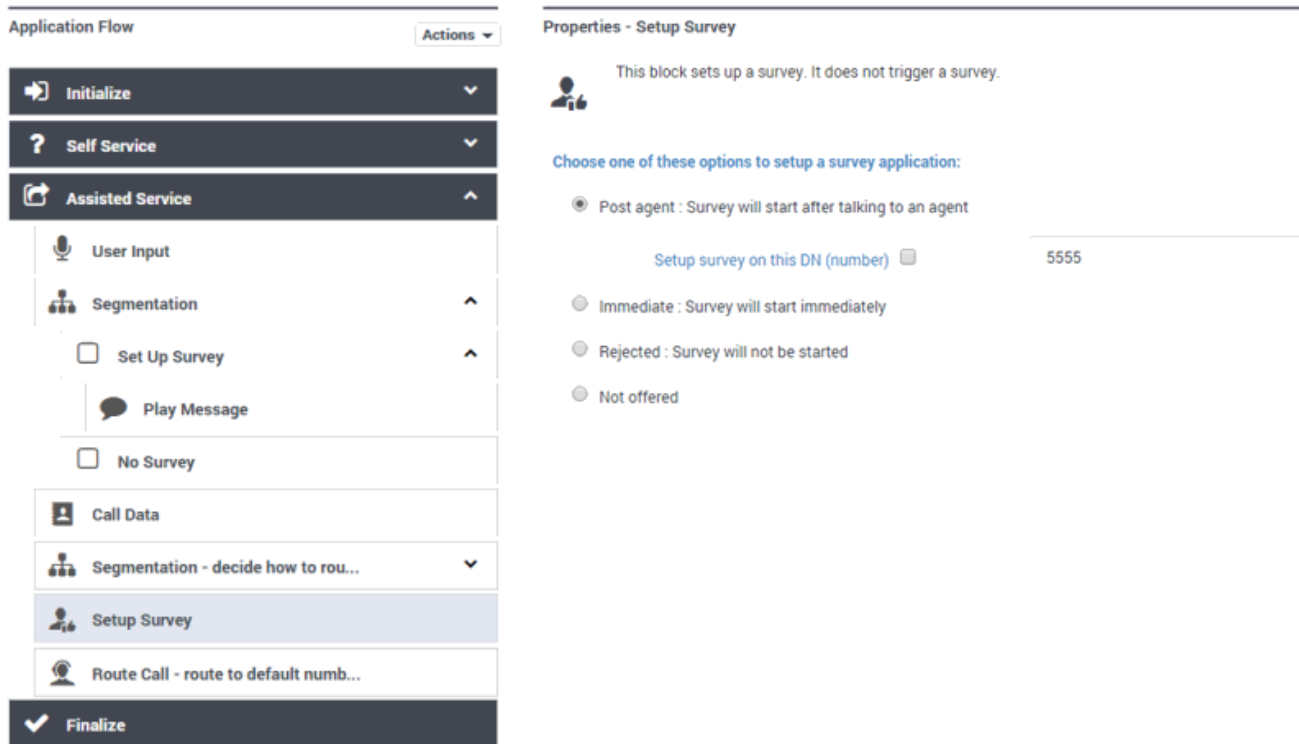 Application Flow
Actions
Initialize
Self Service
Assisted Service
User Input
Segmentation
Set Up Survey
Play Message
No Survey
Call Data
Segmentation - decide how to rou...
Setup Survey
Route Call - route to default numb...
Finalize
Properties - Setup Survey
This block sets up a survey. It does not trigger a survey.
Choose one of these options to setup a survey application:
Post agent : Survey will start after talking to an agent
Setup survey on this DN (number) 5555
Immediate : Survey will start immediately
Rejected : Survey will not be started
Not offered